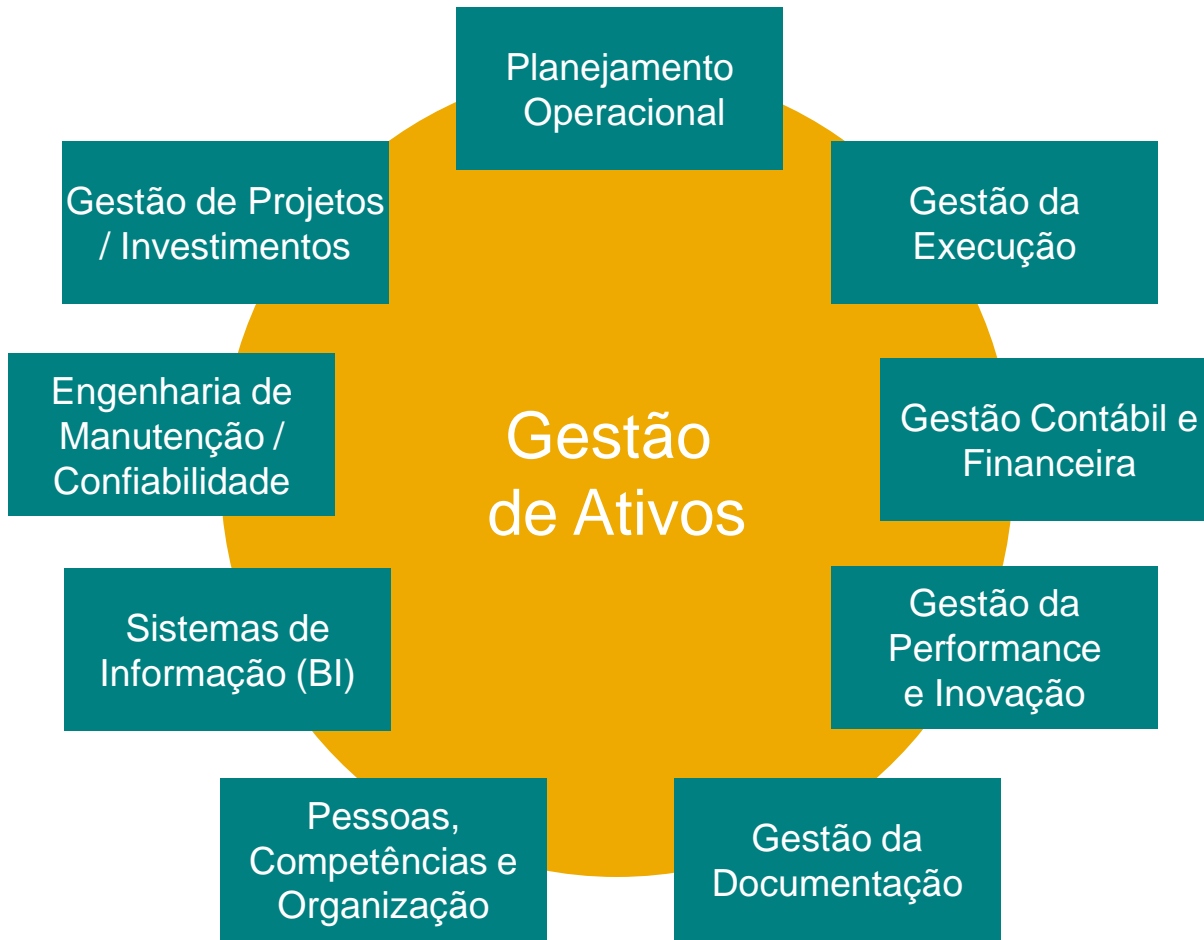 Planejamento
Operacional
Gestão de Projetos
/ Investimentos
Gestão da
Execução
Engenharia de
Manutenção /
Confiabilidade
Gestão
de Ativos
Gestão Contábil e
Financeira
Sistemas de
Informação (BI)
Gestão da
Performance
e Inovação
Pessoas,
Competências e
Organização
Gestão da
Documentação